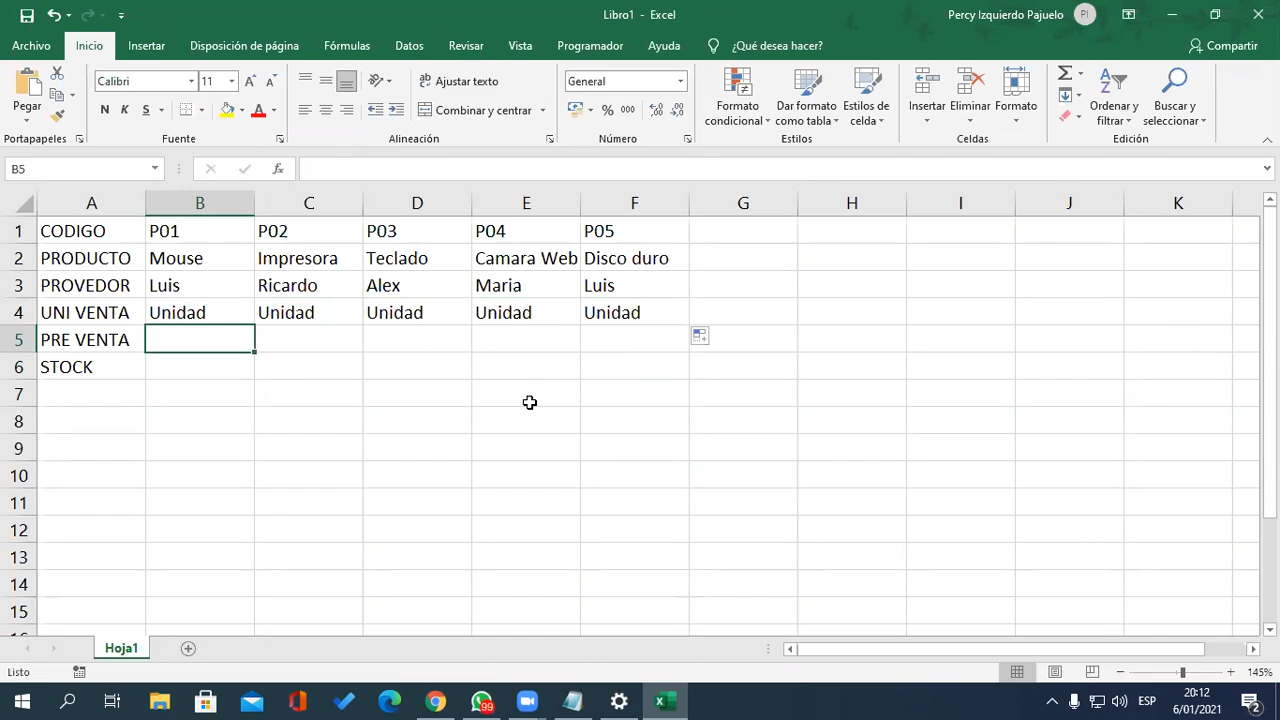 Libro1 - Excel
Percy Izquierdo Pajuelo PI
Archivo Inicio Insertar Disposición de página Fórmulas Datos Revisar Vista Programador Ayuda ¿Qué desea hacer? Compartir
Pegar
Calibri 11
N K S A
Ajustar texto
Combinar y centrar
General
% 000
Formato condicional
Dar formato como tabla
Estilos de celda
Insertar Eliminar Formato
Ordenar y filtrar
Buscar y seleccionar
Portapapeles Fuente Alineación Número Estilos Celdas Edición
B5 fx
A B C D E F G H I J K
1 CODIGO P01 P02 P03 P04 P05
2 PRODUCTO Mouse Impresora Teclado Camara Web Disco duro
3 PROVEDOR Luis Ricardo Alex Maria Luis
4 UNI VENTA Unidad Unidad Unidad Unidad Unidad
5 PRE VENTA
6 STOCK
7
8
9
10
11
12
13
14
15
Hoja1
Listo 145%
99 ESP 20:12
6/01/2021 2